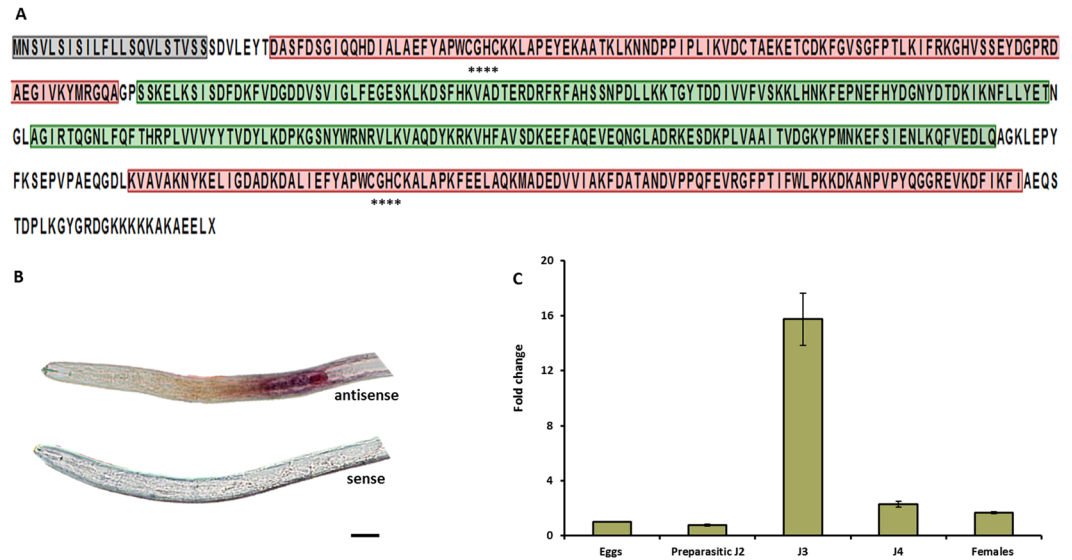 A
MNSVLSISILFLLSQVLSTVSSSDVLEYTDASFDSGIQQHDIALAEFYAPWCGHCKKLAPEYEKAATKLKNNDPPIPLIKVDCTAEKETCDKFGVSGFPTLKIFRKGHVSSEYDGPRD
****
AEGIVKYMRGQAGPSSKELKSISDFDKFVDGDDVSVIGLFEGESKLKDSFHKVADTERDRFRFAHSSNPDLLKKTGYTDDIVVFVSKKLHNKFEPNEFHYDGNYDTDKIKNFLLYETN
GLAGIRTQGNLFQFTHRPLVVVYYTVDYLKDPKGSNYWRNRVLKVAQDYKRKVHFAVSDKEEFAQEVEQNGLADRKESDKPLVAAITVDGKYPMNKEFSIENLKQFVEDLQAGKLEPY
FKSEPVPAEQGDLKVAVAKNYKELIGDADKDALIEFYAPWCGHCKALAPKFEELAQKMADEDVVIAKFDATANDVPPQFEVRGFPTIFWLPKKDKANPVPYQGGREVKDFIKFIAEQS
****
TDPLKGYGRDGKKKKKAKAEELX
B
antisense
sense
C
20
16
12
8
4
0
Fold change
Eggs
Preparasitic J2
J3
J4
Females